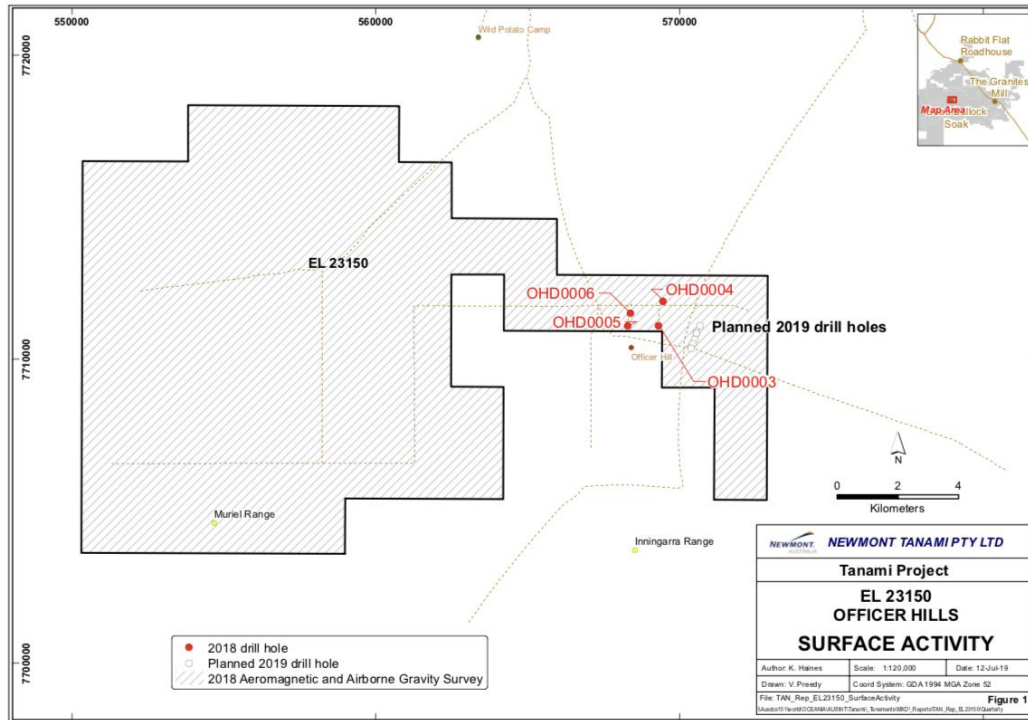 550000
560000
570000
7720000
7710000
7700000
Wild Potato Camp
Rabbit Flat
Roadhouse
The Granites
Mill
Map Area
Soak
EL 23150
OHD0006
OHD0004
OHD0005
Planned 2019 drill holes
Officer Hill
OHD0003
N
0 2 4
Kilometers
Muriel Range
Inningarra Range
2018 drill hole
Planned 2019 drill hole
2018 Aeromagnetic and Airborne Gravity Survey
NEWMONT
AUSTRALIA
NEWMONT TANAMI PTY LTD
Tanami Project
EL 23150
OFFICER HILLS
SURFACE ACTIVITY
Author: K. Haines Scale: 1:120,000 Date: 12-Jul-19
Drawn: V. Preedy Coord System: GDA 1994 MGA Zone 52
File: TAN_Rep_EL23150_SurfaceActivity
Figure 1